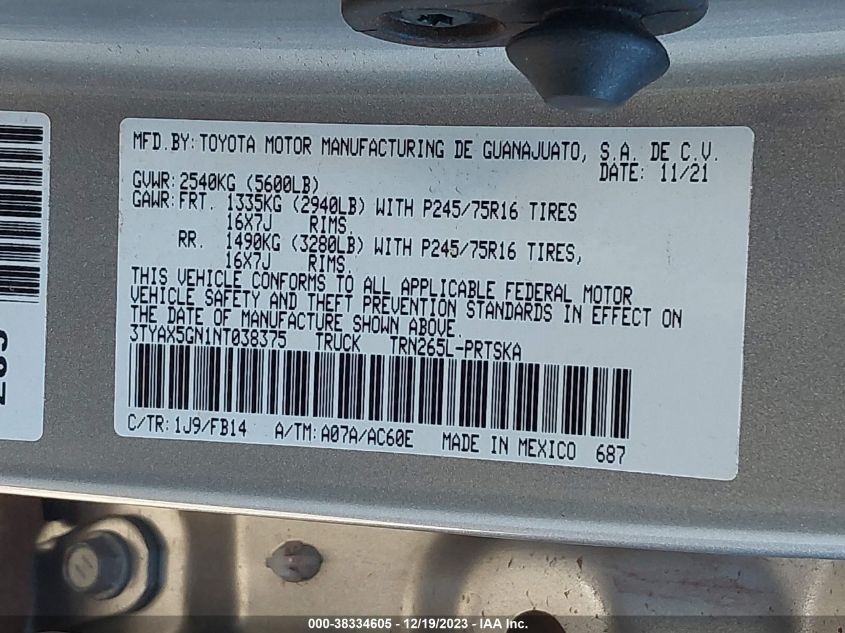 MFD.BY: TOYOTA MOTOR MANUFACTURING DE GUANAJUATO, S.A. DE C.V.
DATE: 11/21
GVWR:2540KG (5600LB)
GAWR:FRT. 1335KG (2940LB) WITH P245/75R16 TIRES
16X7J RIMS.
RR. 1490KG (3280LB) WITH P245/75R16 TIRES,
16X7J RIMS.
THIS VEHICLE CONFORMS TO ALL APPLICABLE FEDERAL MOTOR
VEHICLE SAFETY AND THEFT PREVENTION STANDARDS IN EFFECT ON
THE DATE OF MANUFACTURE SHOWN ABOVE.
3TYAX5GN1NT038375 TRUCK TRN265L-PRTSKA
C/TR:1J9/FB14 A/TM:A07A/AC60E MADE IN MEXICO 687
000-38334605 - 12/19/2023 - IAA Inc.